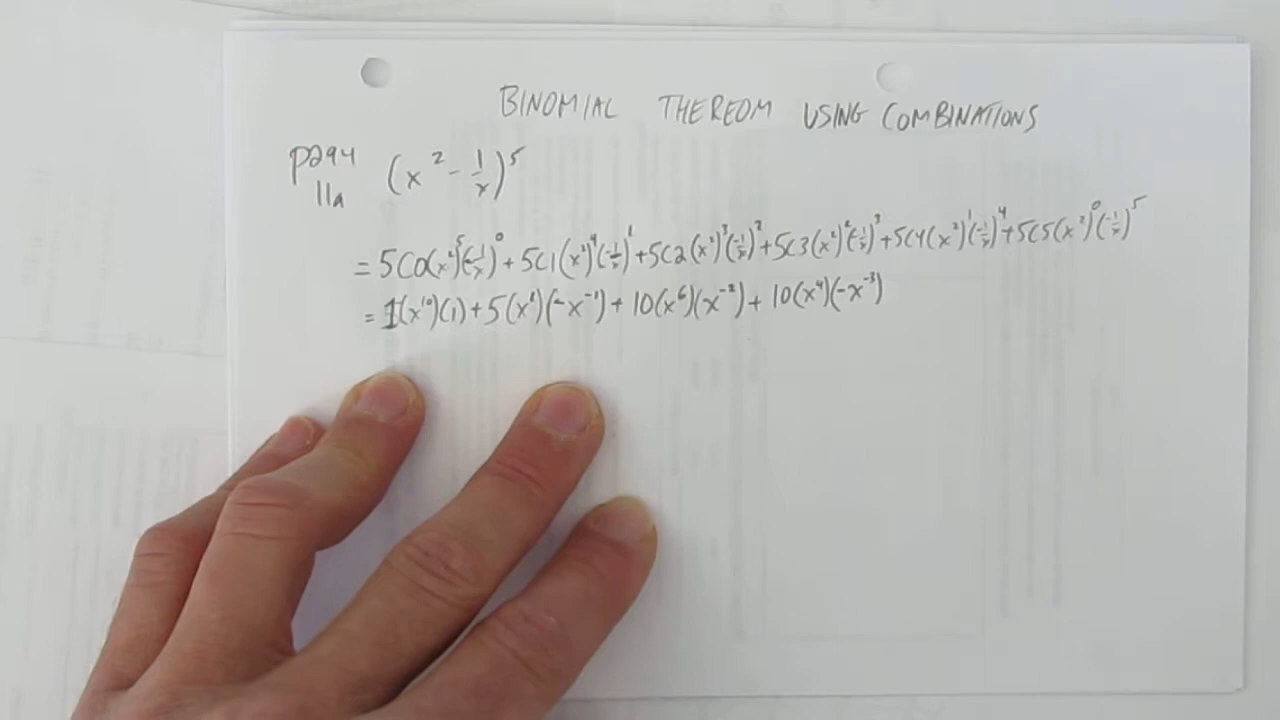 BINOMIAL THEREOM USING COMBINATIONS
p294
11a
(x² - 1/x)⁵
= 5C0(x²)⁵(-1/x)⁰ + 5C1(x²)⁴(-1/x)¹ + 5C2(x²)³(-1/x)² + 5C3(x²)²(-1/x)³ + 5C4(x²)¹(-1/x)⁴ + 5C5(x²)⁰(-1/x)⁵
= 1(x¹⁰)(1) + 5(x⁸)(-x⁻¹) + 10(x⁶)(x⁻²) + 10(x⁴)(-x⁻³)